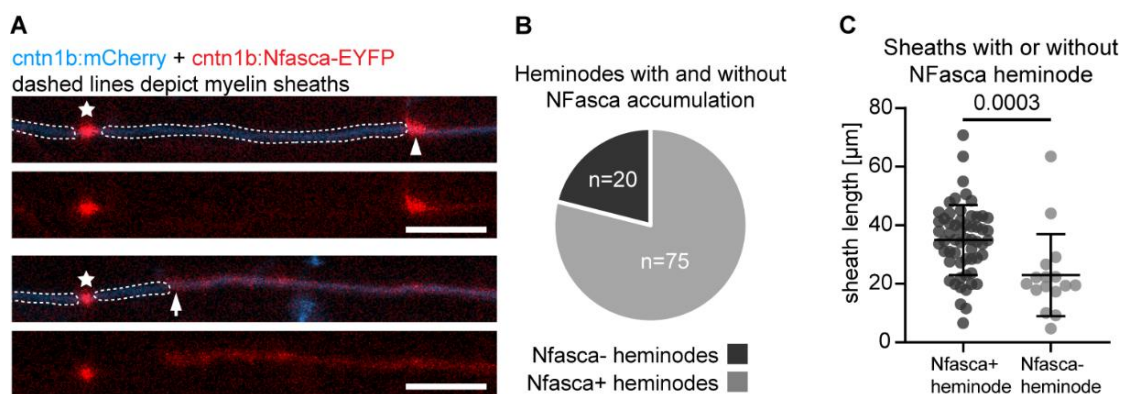 A
cntn1b:mCherry + cntn1b:Nfasca-EYFP
dashed lines depict myelin sheaths
B
Heminodes with and without
NFasca accumulation
n=20
n=75
Nfasca- heminodes
Nfasca+ heminodes
C
Sheaths with or without
NFasca heminode
0.0003
sheath length [µm]
80
60
40
20
0
Nfasca+
heminode
Nfasca-
heminode